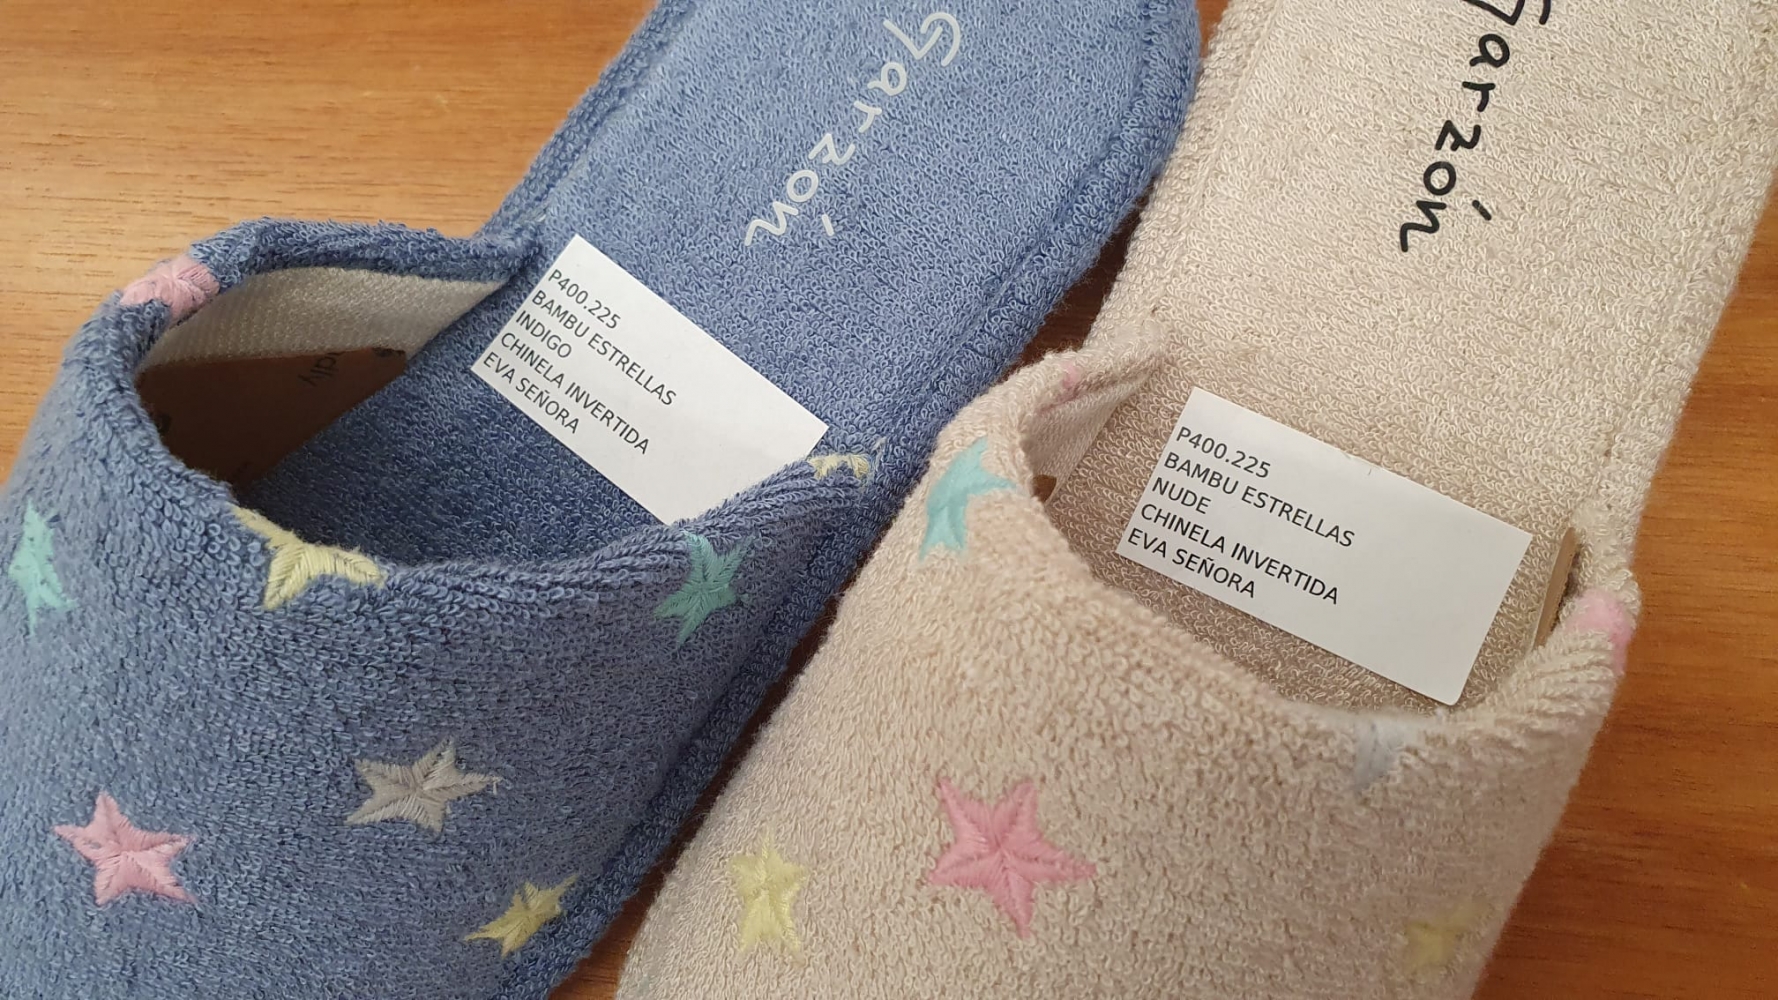 Garzón
P400.225
BAMBU ESTRELLAS
INDIGO
CHINELA INVERTIDA
EVA SEÑORA
Garzón
P400.225
BAMBU ESTRELLAS
NUDE
CHINELA INVERTIDA
EVA SEÑORA